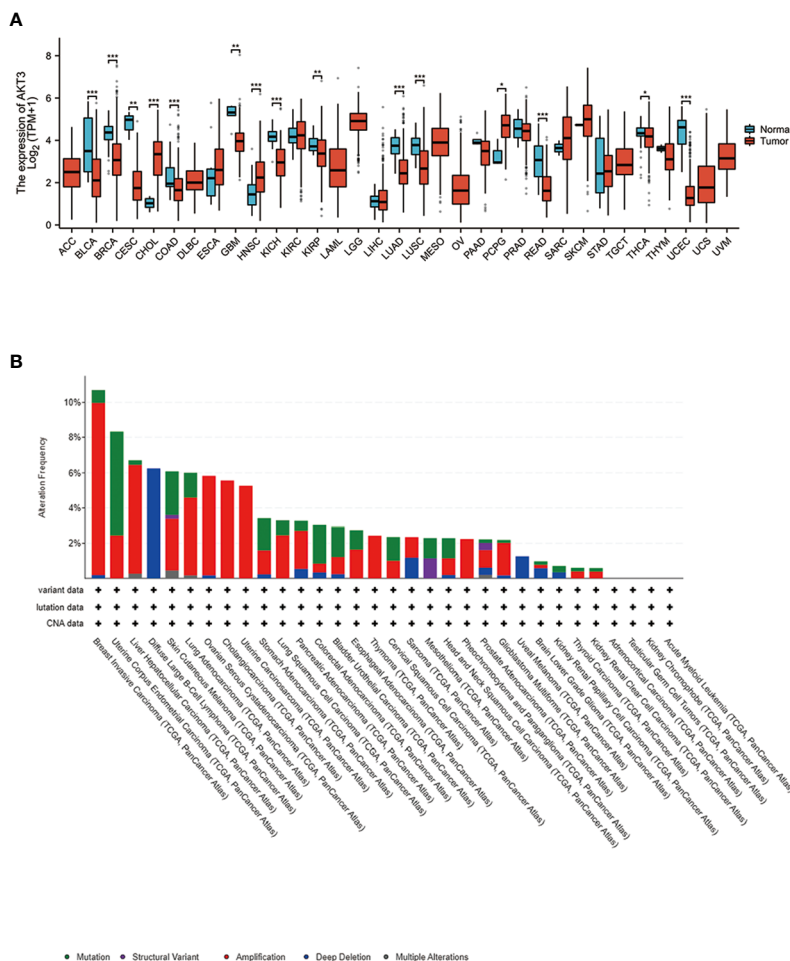 A
The expression of AKT3
Log2 (TPM+1)
8
6
4
2
0
*** *** ** *** *** ** *** *** ** *** *** * *** * ***
Norma
Tumor
ACC BLCA BRCA CESC CHOL COAD DLBC ESCA GBM HNSC KICH KIRC KIRP LAML LGG LIHC LUAD LUSC MESO OV PAAD PCPG PRAD READ SARC SKCM STAD TGCT THCA THYM UCEC UCS UVM
B
Alteration Frequency
10%
8%
6%
4%
2%
variant data + + + + + + + + + + + + + + + + + + + + + + + + + + + + + + + +
lutation data + + + + + + + + + + + + + + + + + + + + + + + + + + + + + + + +
CNA data + + + + + + + + + + + + + + + + + + + + + + + + + + + + + + + +
Breast Invasive Carcinoma (TCGA, PanCancer Atlas)
Uterine Corpus Endometrial Carcinoma (TCGA, PanCancer Atlas)
Liver Hepatocellular Carcinoma (TCGA, PanCancer Atlas)
Diffuse Large B-Cell Lymphoma (TCGA, PanCancer Atlas)
Skin Cutaneous Melanoma (TCGA, PanCancer Atlas)
Lung Adenocarcinoma (TCGA, PanCancer Atlas)
Ovarian Serous Cystadenocarcinoma (TCGA, PanCancer Atlas)
Cholangiocarcinoma (TCGA, PanCancer Atlas)
Uterine Carcinosarcoma (TCGA, PanCancer Atlas)
Stomach Adenocarcinoma (TCGA, PanCancer Atlas)
Lung Squamous Cell Carcinoma (TCGA, PanCancer Atlas)
Pancreatic Adenocarcinoma (TCGA, PanCancer Atlas)
Colorectal Adenocarcinoma (TCGA, PanCancer Atlas)
Bladder Urothelial Carcinoma (TCGA, PanCancer Atlas)
Esophageal Adenocarcinoma (TCGA, PanCancer Atlas)
Thymoma (TCGA, PanCancer Atlas)
Cervical Squamous Cell Carcinoma (TCGA, PanCancer Atlas)
Sarcoma (TCGA, PanCancer Atlas)
Mesothelioma (TCGA, PanCancer Atlas)
Head and Neck Squamous Cell Carcinoma (TCGA, PanCancer Atlas)
Pheochromocytoma and Paraganglioma (TCGA, PanCancer Atlas)
Prostate Adenocarcinoma (TCGA, PanCancer Atlas)
Glioblastoma Multiforme (TCGA, PanCancer Atlas)
Uveal Melanoma (TCGA, PanCancer Atlas)
Brain Lower Grade Glioma (TCGA, PanCancer Atlas)
Kidney Renal Papillary Cell Carcinoma (TCGA, PanCancer Atlas)
Thyroid Carcinoma (TCGA, PanCancer Atlas)
Kidney Renal Clear Cell Carcinoma (TCGA, PanCancer Atlas)
Adrenocortical Carcinoma (TCGA, PanCancer Atlas)
Testicular Germ Cell Tumors (TCGA, PanCancer Atlas)
Kidney Chromophobe (TCGA, PanCancer Atlas)
Acute Myeloid Leukemia (TCGA, PanCancer Atlas)
Mutation Structural Variant Amplification Deep Deletion Multiple Alterations